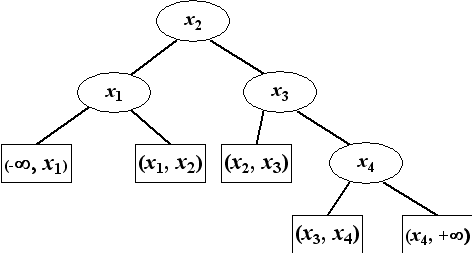 x₂
x₁ x₃
(-∞, x₁) (x₁, x₂) (x₂, x₃) x₄
(x₃, x₄) (x₄, +∞)